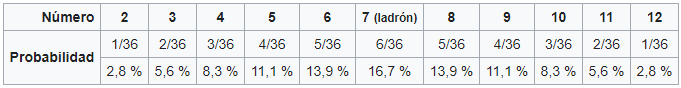 Número 2 3 4 5 6 7 (ladrón) 8 9 10 11 12
Probabilidad
1/36 2/36 3/36 4/36 5/36 6/36 5/36 4/36 3/36 2/36 1/36
2,8 % 5,6 % 8,3 % 11,1 % 13,9 % 16,7 % 13,9 % 11,1 % 8,3 % 5,6 % 2,8 %